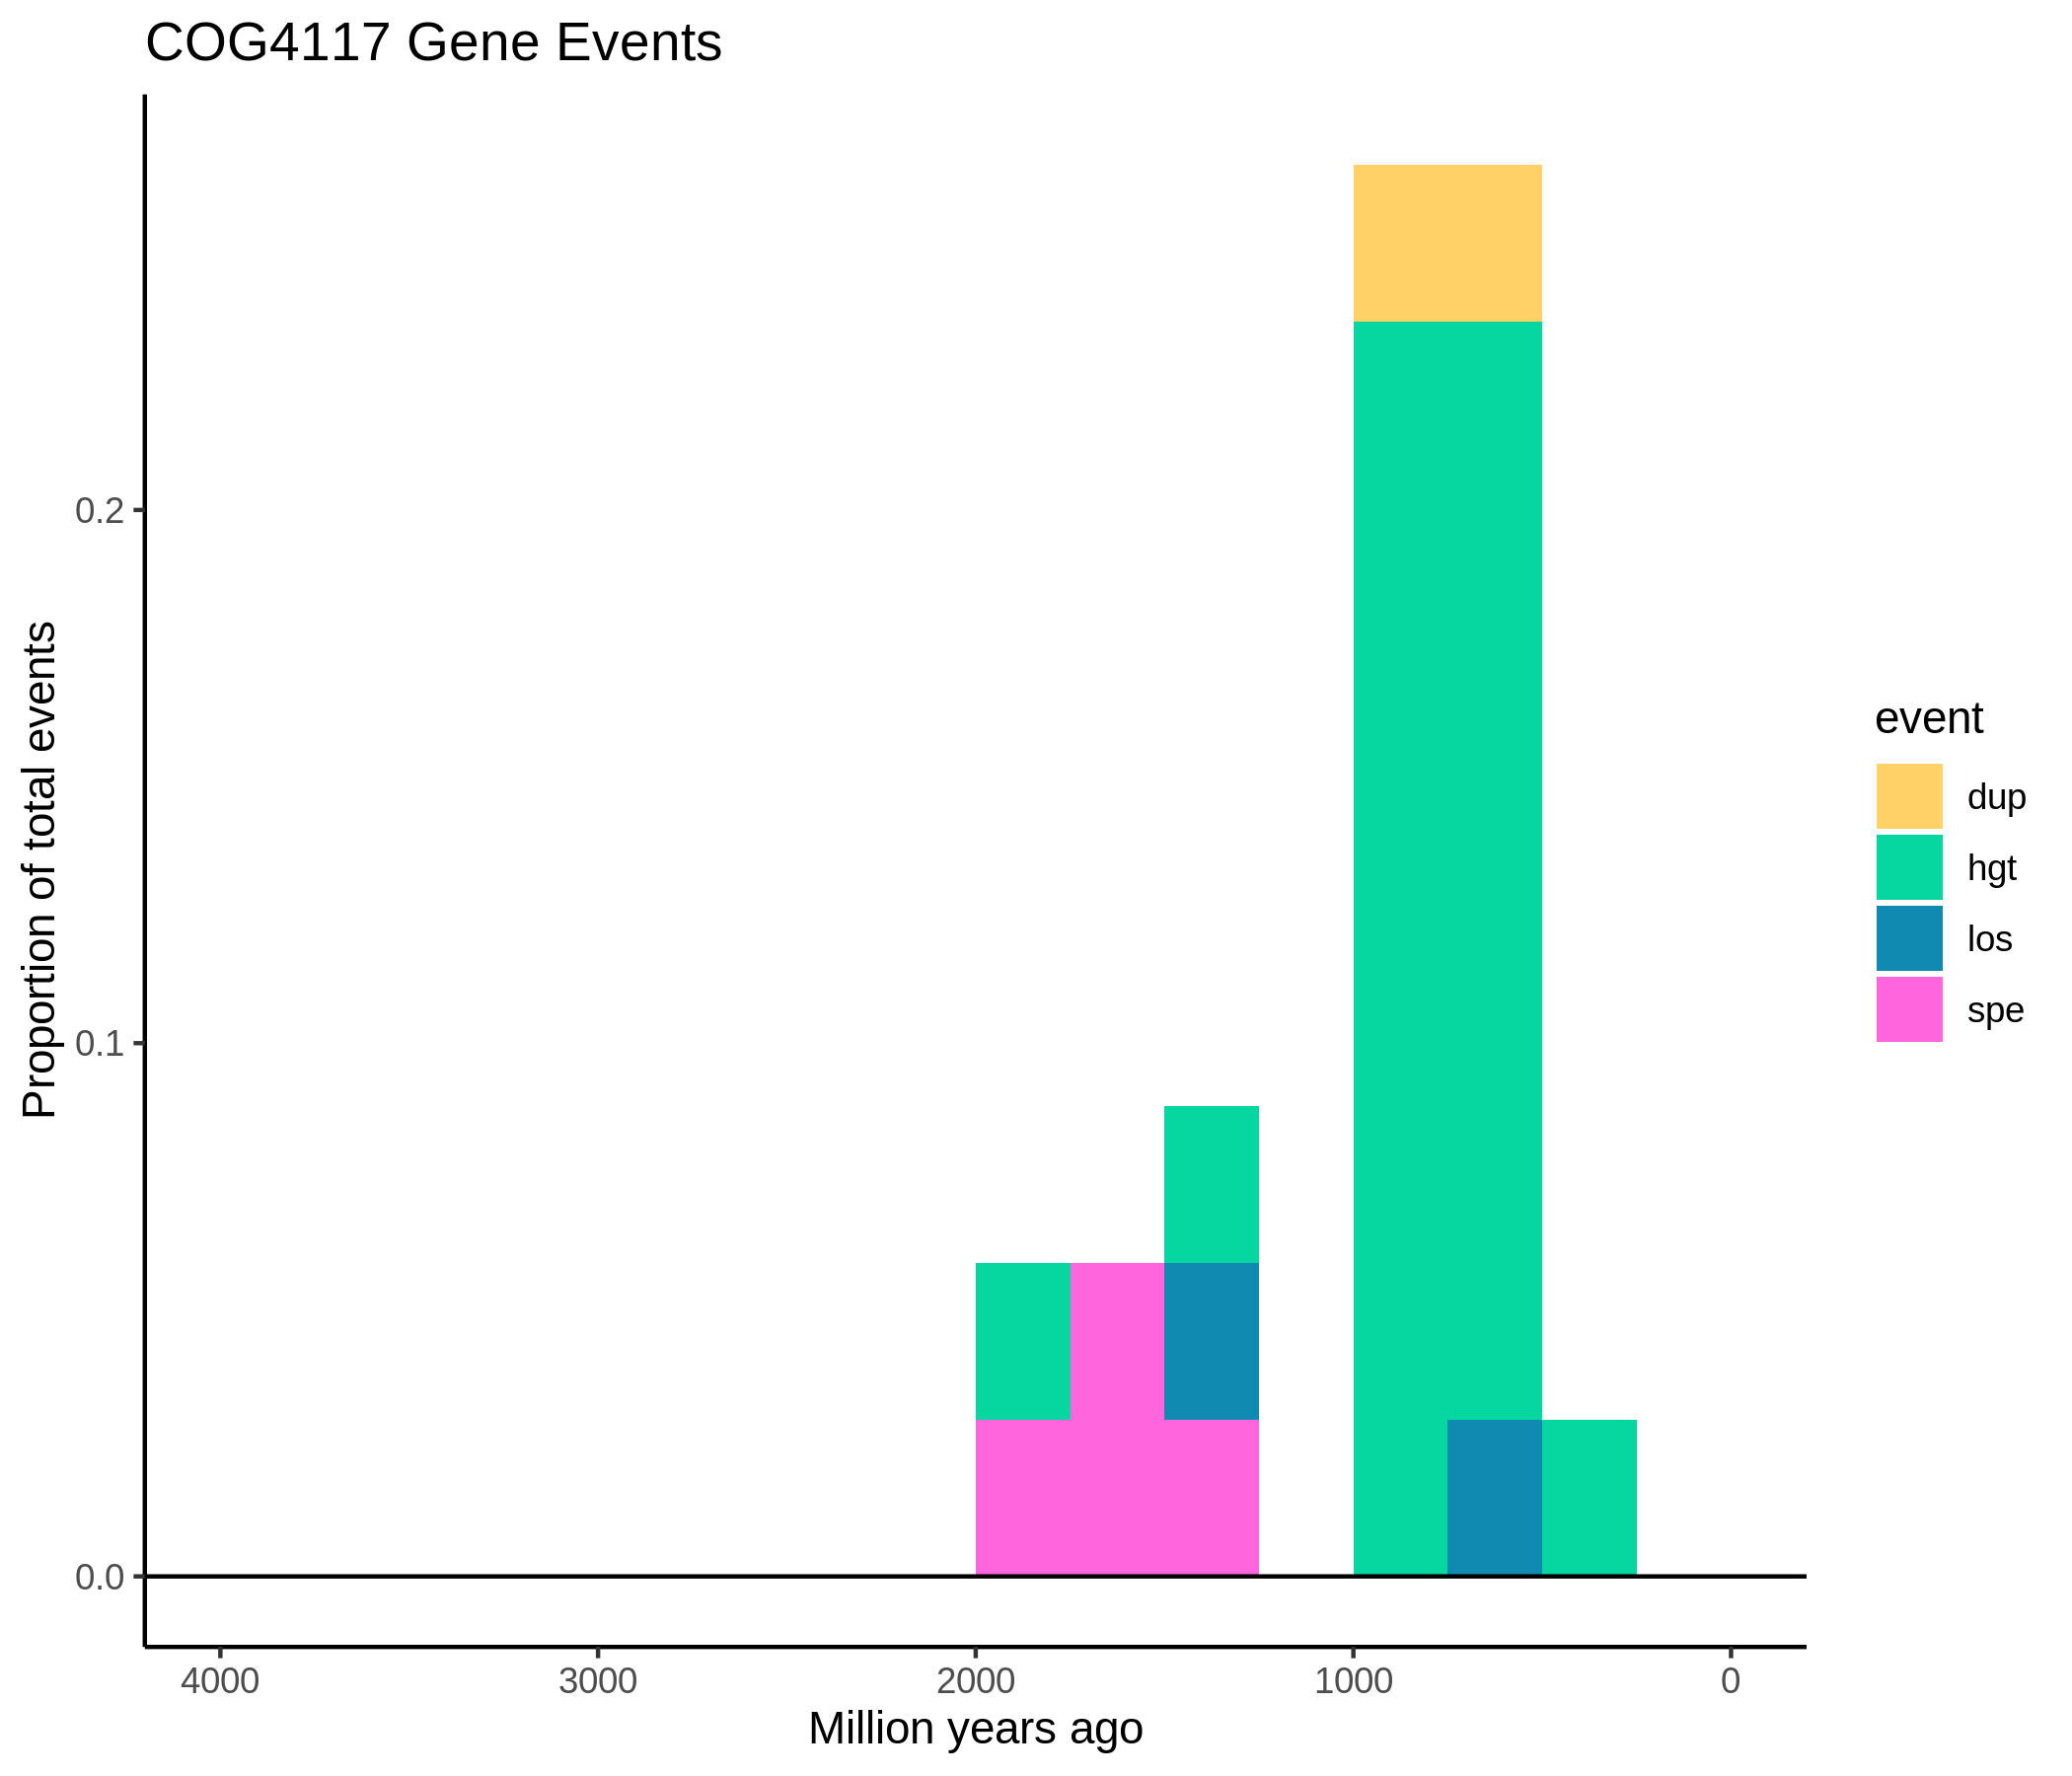 COG4117 Gene Events
Proportion of total events
0.2
0.1
0.0
4000 3000 2000 1000 0
Million years ago
event
dup
hgt
los
spe